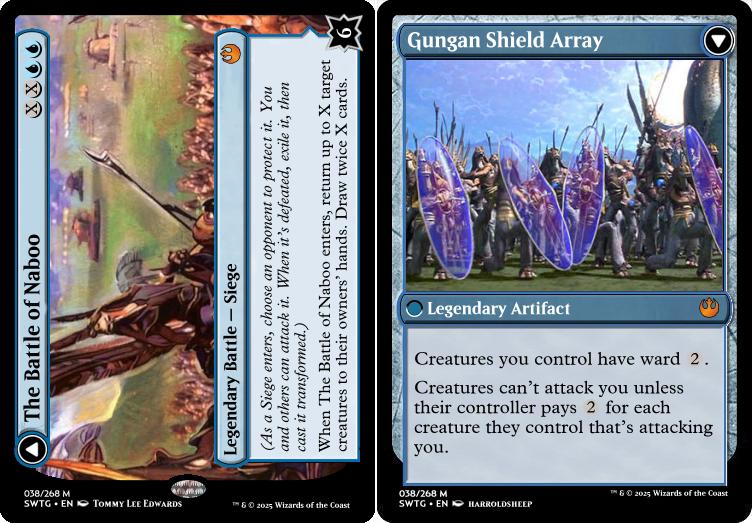 The Battle of Naboo XXUU
Legendary Battle — Siege
(As a Siege enters, choose an opponent to protect it. You
and others can attack it. When it's defeated, exile it, then
cast it transformed.)
When The Battle of Naboo enters, return up to X target
creatures to their owners' hands. Draw twice X cards.
6
038/268 M
SWTG • EN TOMMY LEE EDWARDS
™ & © 2025 Wizards of the Coast
Gungan Shield Array
Legendary Artifact
Creatures you control have ward 2.
Creatures can't attack you unless
their controller pays 2 for each
creature they control that's attacking
you.
038/268 M
SWTG • EN HARROLDSHEEP
™ & © 2025 Wizards of the Coast